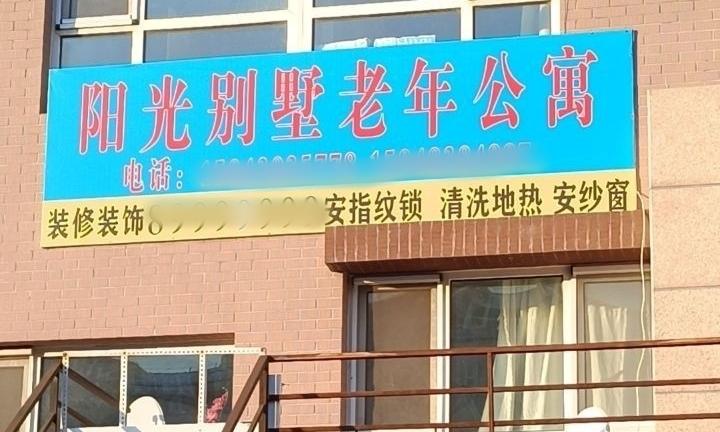 阳光别墅老年公寓
电话：
装修装饰 安指纹锁 清洗地热 安纱窗